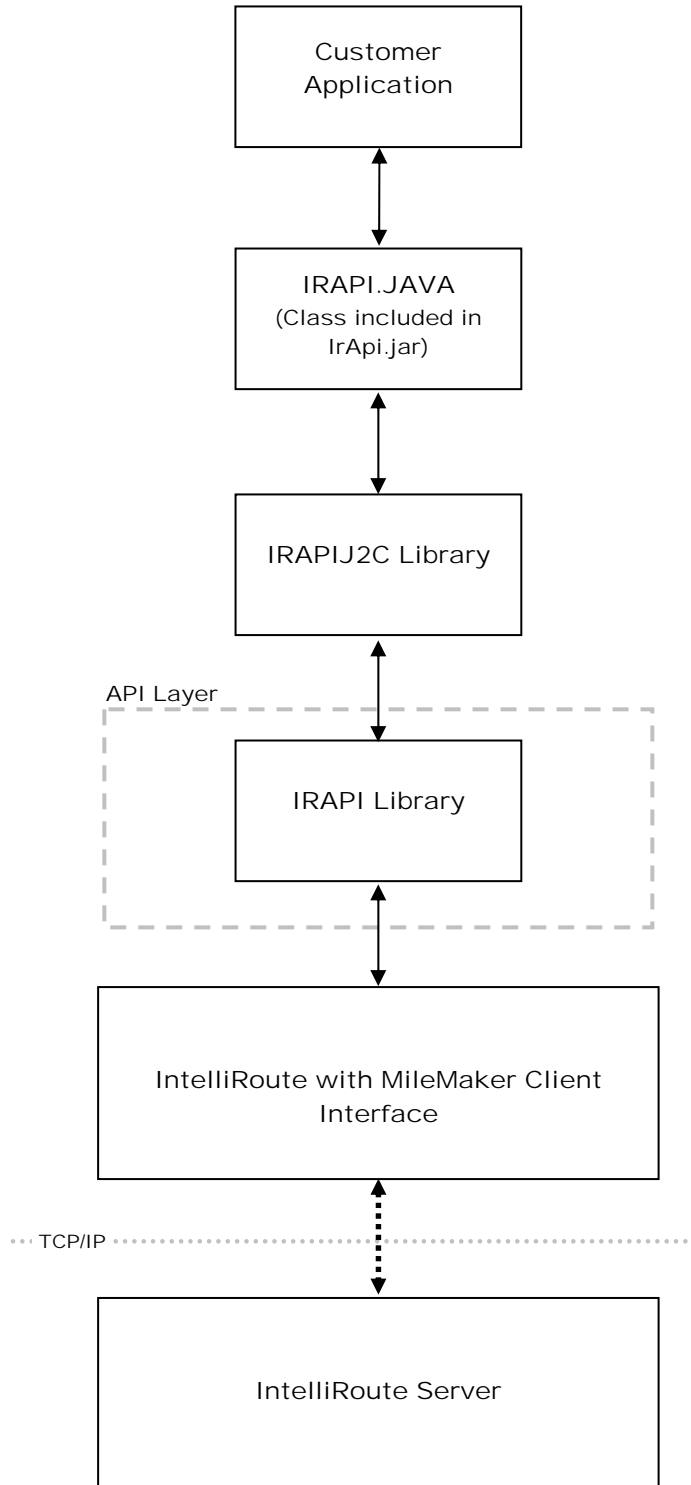 Customer
Application
IRAPI.JAVA
(Class included in
IrApi.jar)
IRAPIJ2C Library
API Layer
IRAPI Library
IntelliRoute with MileMaker Client
Interface
TCP/IP
IntelliRoute Server